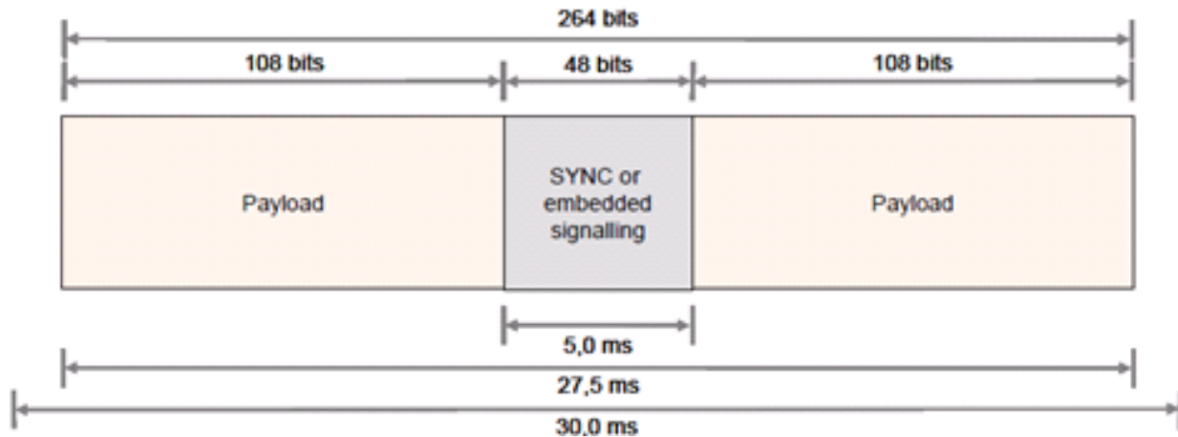 264 bits
108 bits 48 bits 108 bits
Payload
SYNC or
embedded
signalling
Payload
5,0 ms
27,5 ms
30,0 ms